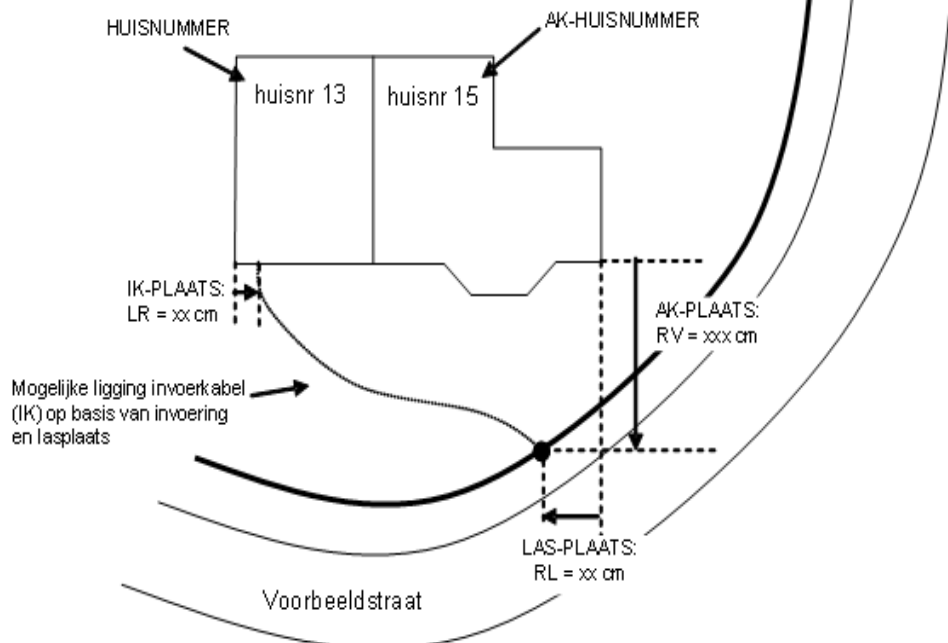 HUISNUMMER
AK-HUISNUMMER
huisnr 13
huisnr 15
IK-PLAATS:
LR = xx cm
AK-PLAATS:
RV = xxx cm
Mogelijke ligging invoerkabel
(IK) op basis van invoering
en lasplaats
LAS-PLAATS:
RL = xx cm
Voorbeeldstraat